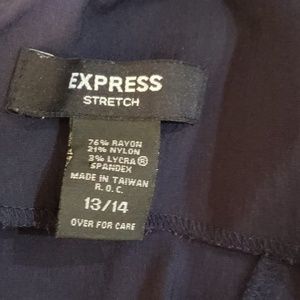 EXPRESS
STRETCH
76% RAYON
21% NYLON
3% LYCRA®
SPANDEX
MADE IN TAIWAN
R.O.C.
13/14
OVER FOR CARE